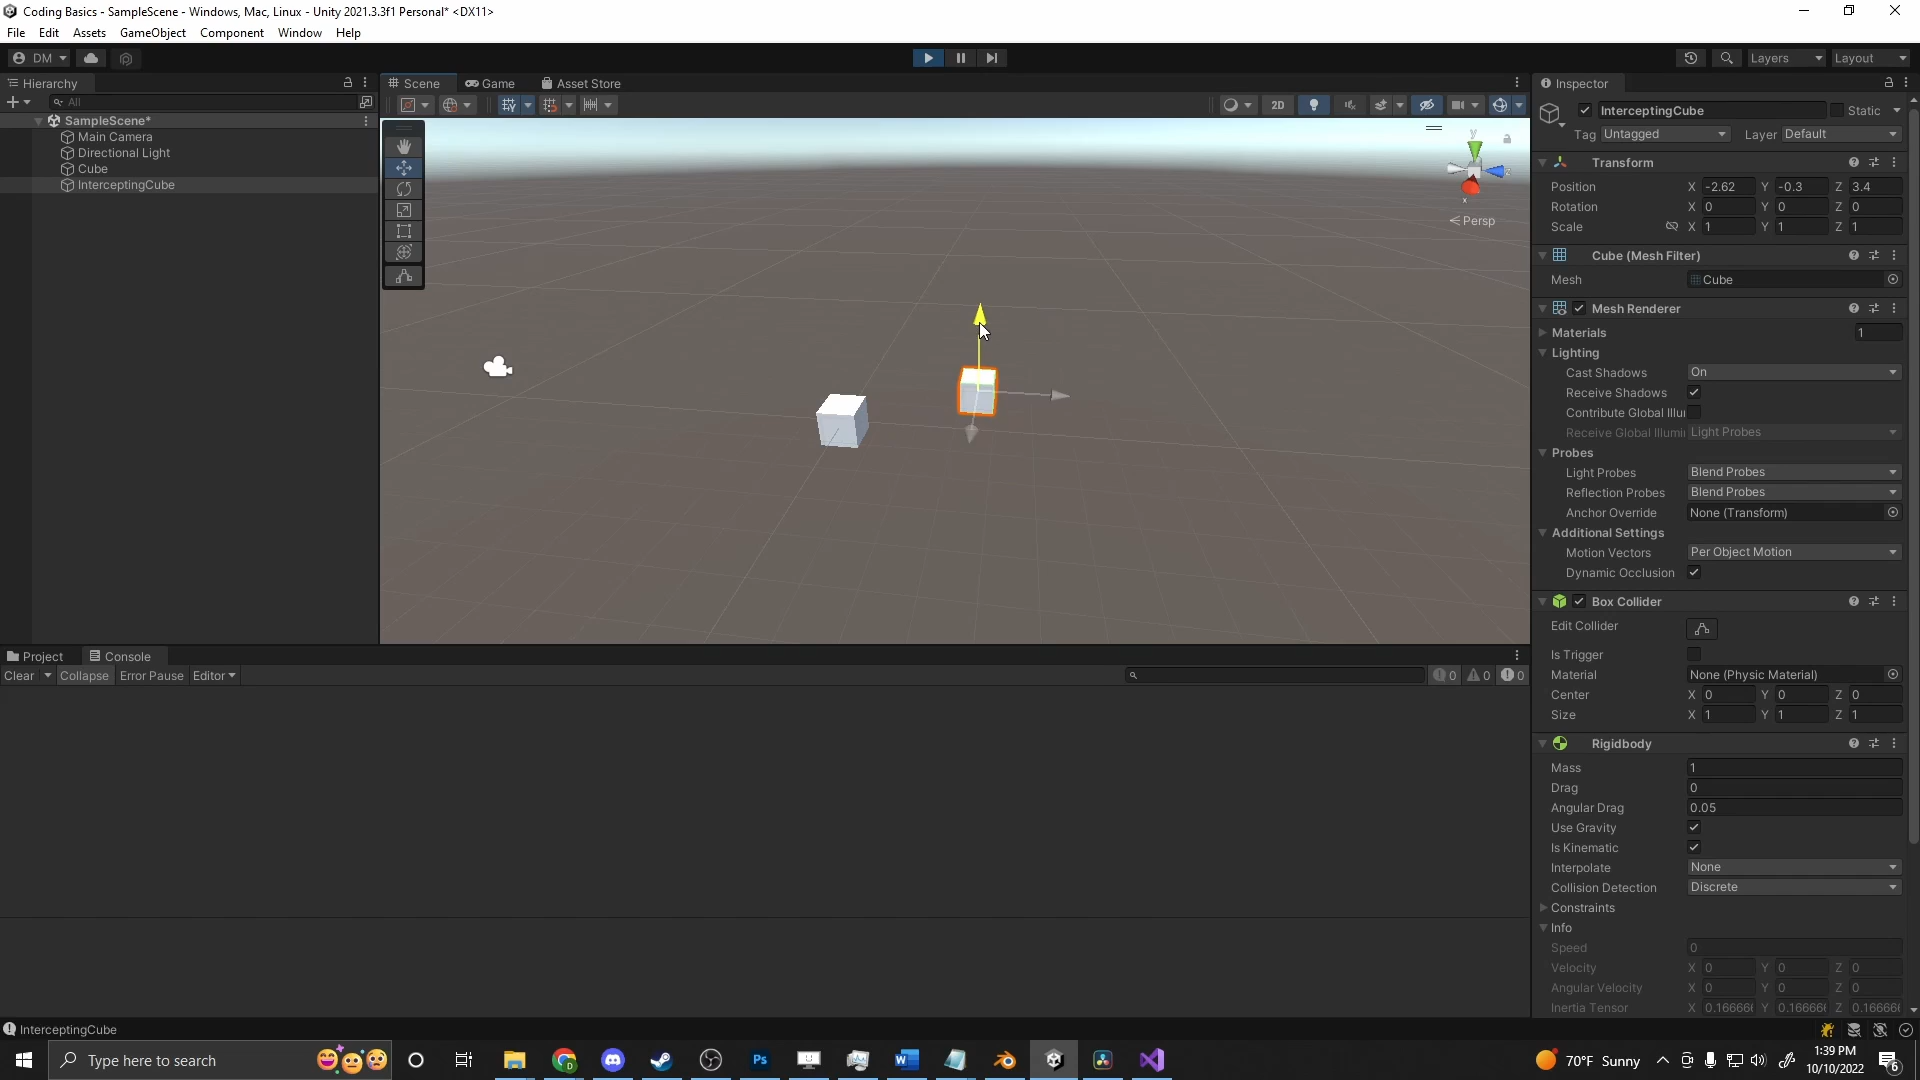 Coding Basics - SampleScene - Windows, Mac, Linux - Unity 2021.3.3f1 Personal* <DX11>
File Edit Assets GameObject Component Window Help
DM Layers Layout
Hierarchy Scene Game Asset Store Inspector
All 2D InterceptingCube Static
SampleScene* Tag Untagged Layer Default
Main Camera
Directional Light
Cube
InterceptingCube
y
z
x
Persp
Transform
Position X -2.62 Y -0.3 Z 3.4
Rotation X 0 Y 0 Z 0
Scale X 1 Y 1 Z 1
Cube (Mesh Filter)
Mesh Cube
Mesh Renderer
Materials 1
Lighting
Cast Shadows On
Receive Shadows
Contribute Global Illu
Receive Global Illumi Light Probes
Probes
Light Probes Blend Probes
Reflection Probes Blend Probes
Anchor Override None (Transform)
Additional Settings
Motion Vectors Per Object Motion
Dynamic Occlusion
Box Collider
Edit Collider
Is Trigger
Material None (Physic Material)
Center X 0 Y 0 Z 0
Size X 1 Y 1 Z 1
Rigidbody
Mass 1
Drag 0
Angular Drag 0.05
Use Gravity
Is Kinematic
Interpolate None
Collision Detection Discrete
Constraints
Info
Speed 0
Velocity X 0 Y 0 Z 0
Angular Velocity X 0 Y 0 Z 0
Inertia Tensor X 0.16666 Y 0.16666 Z 0.16666
Project Console
Clear Collapse Error Pause Editor 0 0 0
InterceptingCube
Type here to search
Ps
70°F Sunny
1:39 PM
10/10/2022
6